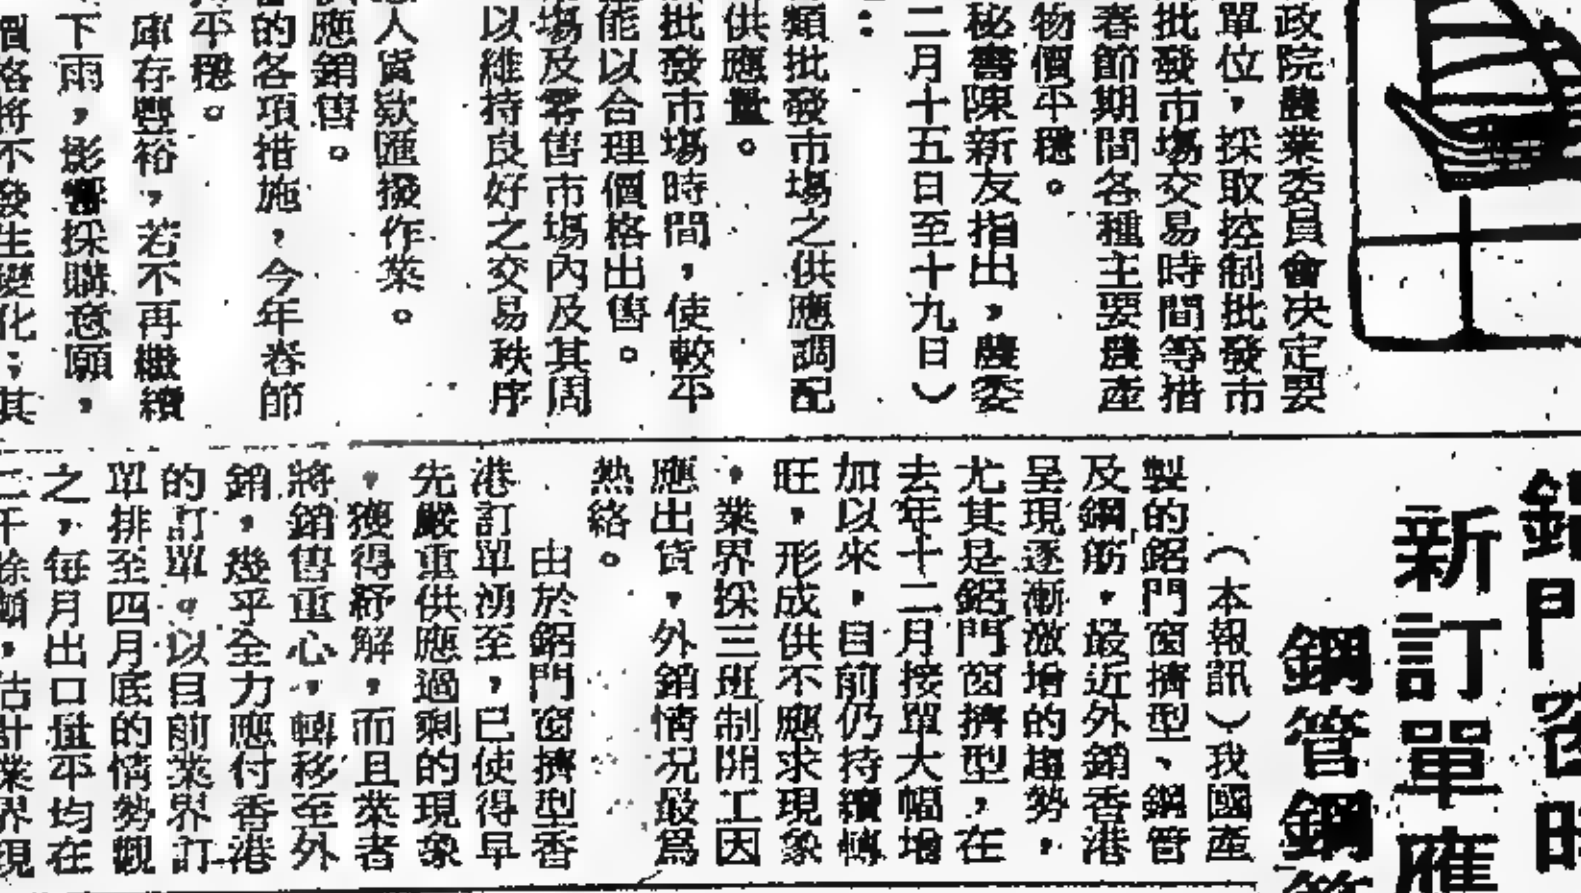 政院農業委員會決定要
單位，採取控制批發市
批發市場交易時間等措
春節期間各種主要農產
物價平穩。
秘書陳新友指出，農委
二月十五日至十九日）
：
類批發市場之供應調配
供應量。
批發市場時間，使較平
能以合理價格出售。
場及零售市場內及其周
以維持良好之交易秩序
人貨款匯撥作業。
應銷售。
的各項措施，今年春節
平穩。
庫存豐裕，若不再繼續
下雨，影響採購意願，
格將不發生變化；其
新訂單應
鋼管鋼
（本報訊）我國產
製的鋁門窗擠型、鋼管
及鋼筋，最近外銷香港
呈現逐漸激增的趨勢，
尤其是鋁門窗擠型，在
去年十二月接單大幅增
加以來，目前仍持續轉
旺，形成供不應求現象
，業界採三班制開工因
應出貨，外銷情況最爲
熱絡。
由於鋁門窗擠型香
港訂單湧至，已使得早
先嚴重供應過剩的現象
，獲得紓解，而且業者
將銷售重心，轉移至外
銷，幾乎全力應付香港
的訂單。以目前業界訂
單排至四月底的情勢觀
之，每月出口量平均在
二千餘噸，估計業界現